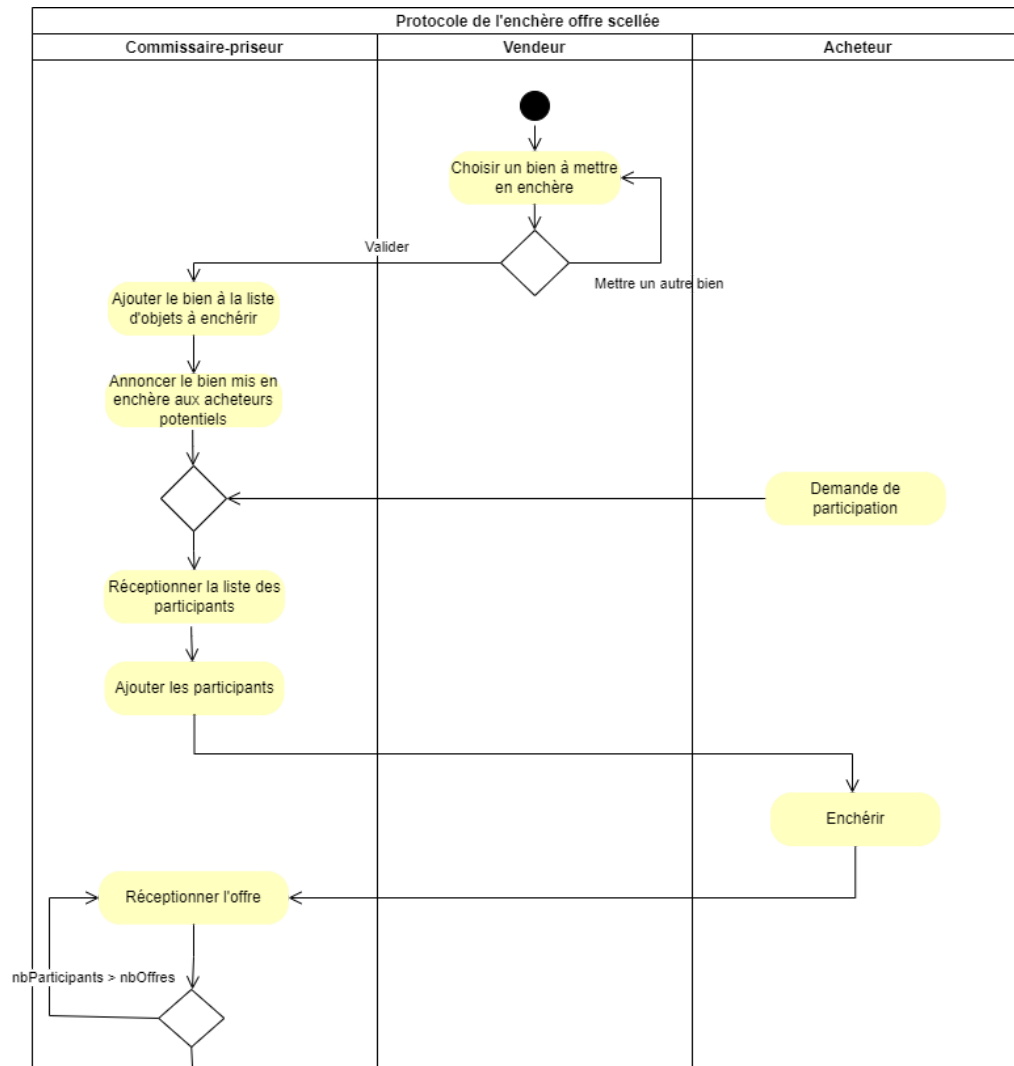 Protocole de l'enchère offre scellée
Commissaire-priseur
Vendeur
Acheteur
Choisir un bien à mettre
en enchère
Valider
Mettre un autre bien
Ajouter le bien à la liste
d'objets à enchérir
Annoncer le bien mis en
enchère aux acheteurs
potentiels
Demande de
participation
Réceptionner la liste des
participants
Ajouter les participants
Enchérir
Réceptionner l'offre
nbParticipants > nbOffres